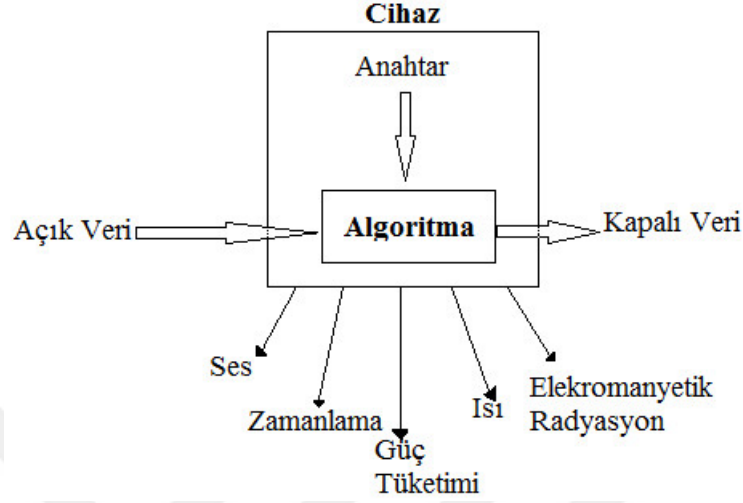 Cihaz
Anahtar
Açık Veri
Algoritma
Kapalı Veri
Ses
Zamanlama
Güç
Tüketimi
Isı
Elekromanyetik
Radyasyon